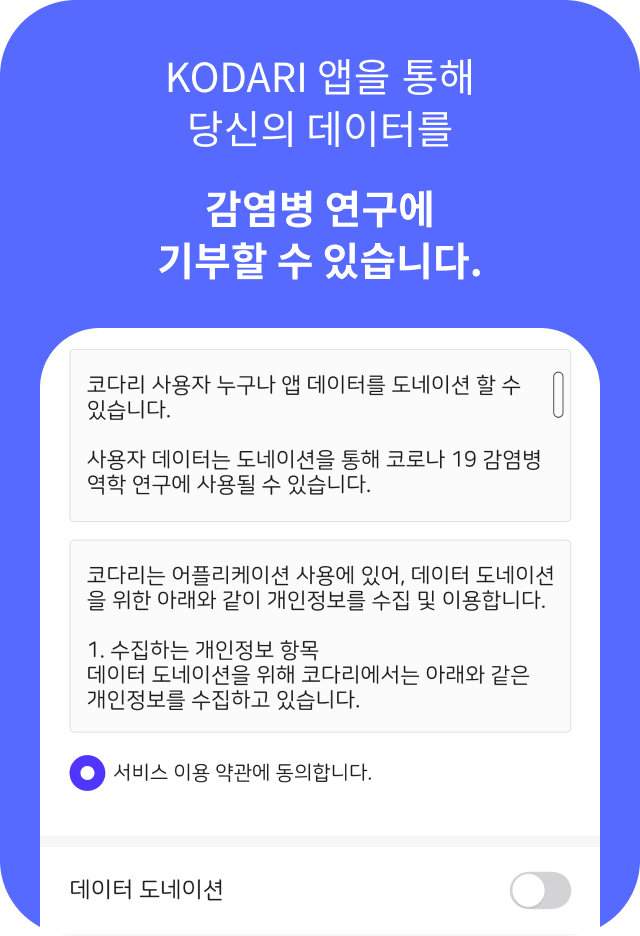 KODARI 앱을 통해
당신의 데이터를
감염병 연구에
기부할 수 있습니다.
코다리 사용자 누구나 앱 데이터를 도네이션 할 수
있습니다.
사용자 데이터는 도네이션을 통해 코로나 19 감염병
역학 연구에 사용될 수 있습니다.
코다리는 어플리케이션 사용에 있어, 데이터 도네이션
을 위한 아래와 같이 개인정보를 수집 및 이용합니다.
1. 수집하는 개인정보 항목
데이터 도네이션을 위해 코다리에서는 아래와 같은
개인정보를 수집하고 있습니다.
서비스 이용 약관에 동의합니다.
데이터 도네이션